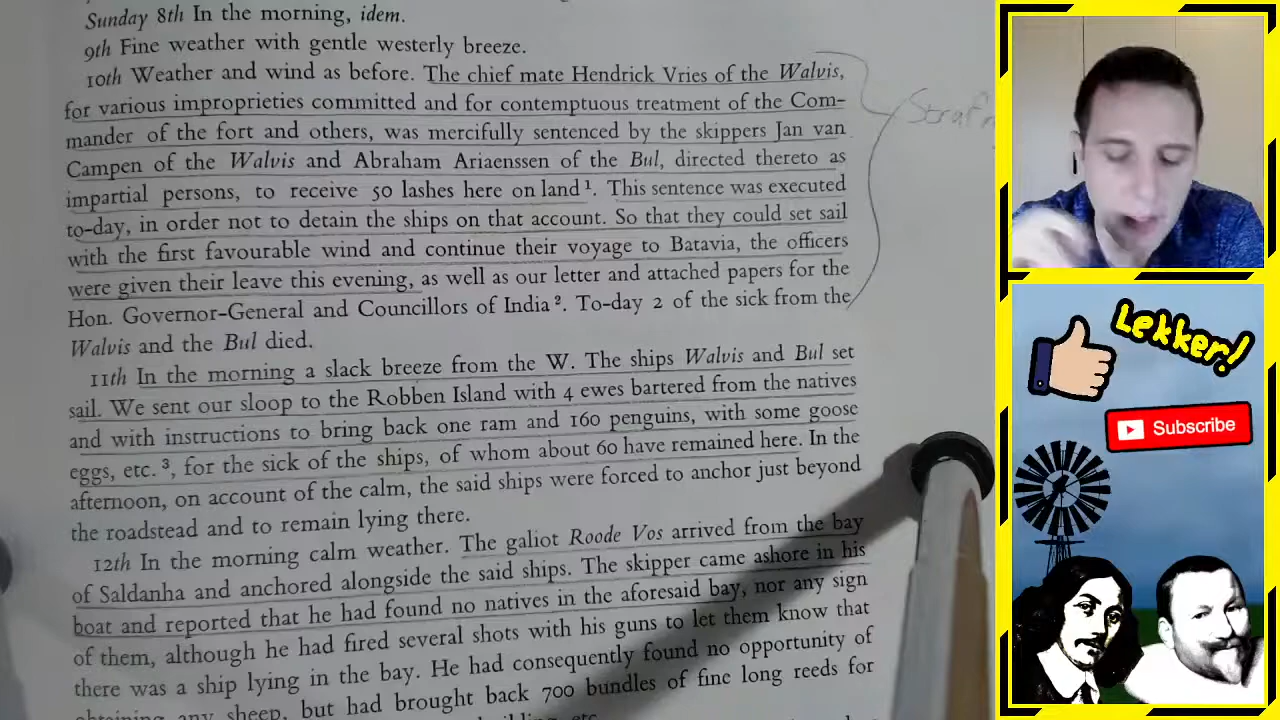 Sunday 8th In the morning, idem.
9th Fine weather with gentle westerly breeze.
10th Weather and wind as before. The chief mate Hendrick Vries of the Walvis,
for various improprieties committed and for contemptuous treatment of the Com-
mander of the fort and others, was mercifully sentenced by the skippers Jan van
Campen of the Walvis and Abraham Ariaenssen of the Bul, directed thereto as
impartial persons, to receive 50 lashes here on land ¹. This sentence was executed
to-day, in order not to detain the ships on that account. So that they could set sail
with the first favourable wind and continue their voyage to Batavia, the officers
were given their leave this evening, as well as our letter and attached papers for the
Hon. Governor-General and Councillors of India ². To-day 2 of the sick from the
Walvis and the Bul died.
11th In the morning a slack breeze from the W. The ships Walvis and Bul set
sail. We sent our sloop to the Robben Island with 4 ewes bartered from the natives
and with instructions to bring back one ram and 160 penguins, with some goose
eggs, etc. ³, for the sick of the ships, of whom about 60 have remained here. In the
afternoon, on account of the calm, the said ships were forced to anchor just beyond
the roadstead and to remain lying there.
12th In the morning calm weather. The galiot Roode Vos arrived from the bay
of Saldanha and anchored alongside the said ships. The skipper came ashore in his
boat and reported that he had found no natives in the aforesaid bay, nor any sign
of them, although he had fired several shots with his guns to let them know that
there was a ship lying in the bay. He had consequently found no opportunity of
obtaining any sheep, but had brought back 700 bundles of fine long reeds for
etc.
Lekker!
Subscribe